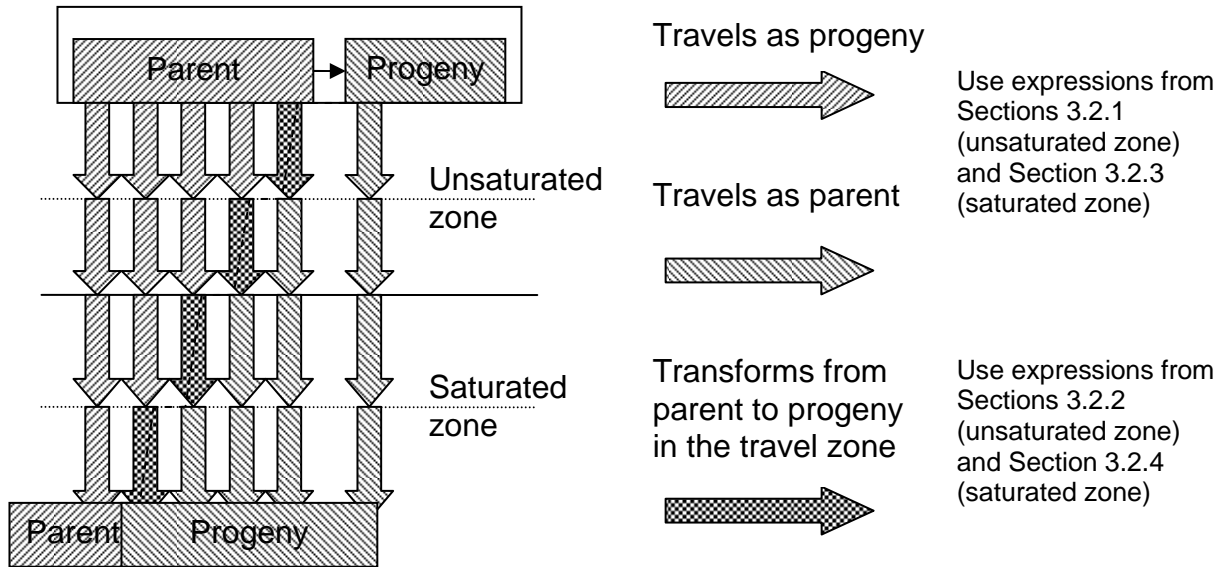 Parent
Progeny
Unsaturated
zone
Saturated
zone
Parent
Progeny
Travels as progeny
Travels as parent
Transforms from
parent to progeny
in the travel zone
Use expressions from
Sections 3.2.1
(unsaturated zone)
and Section 3.2.3
(saturated zone)
Use expressions from
Sections 3.2.2
(unsaturated zone)
and Section 3.2.4
(saturated zone)